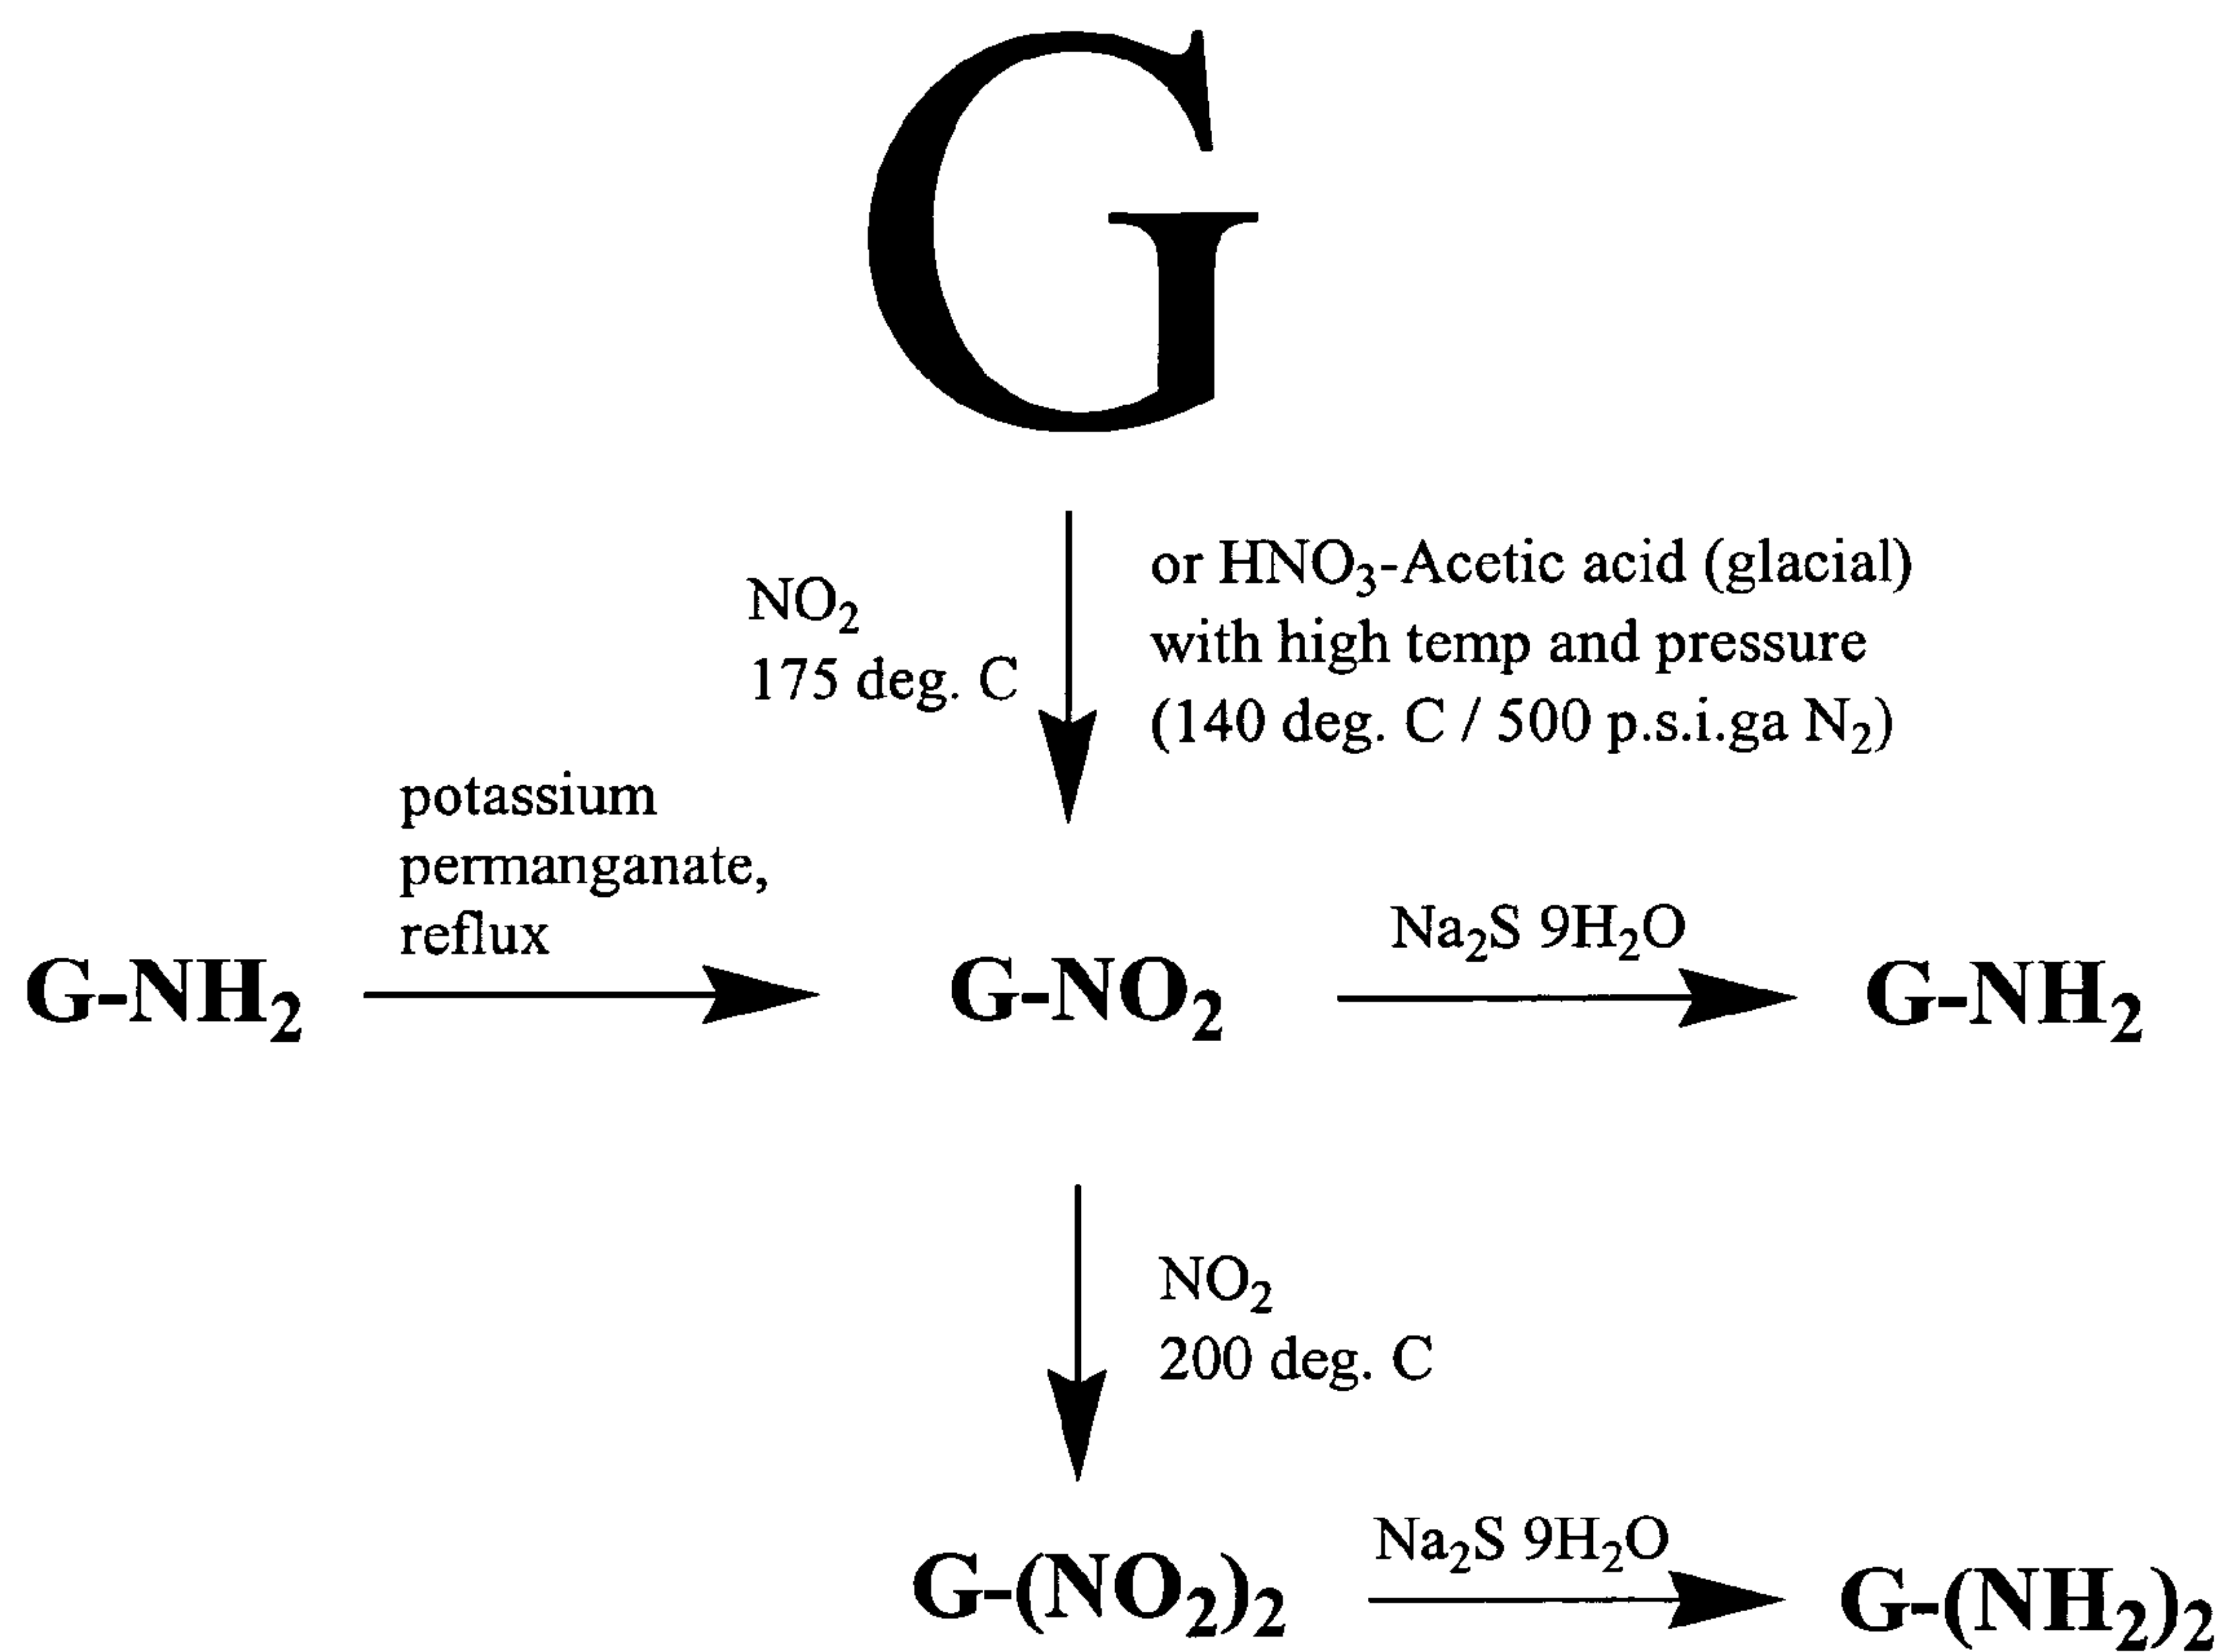 G
NO₂
175 deg. C
or HNO₃-Acetic acid (glacial)
with high temp and pressure
(140 deg. C / 500 p.s.i.ga N₂)
potassium
permanganate,
reflux
G-NH₂
G-NO₂
Na₂S 9H₂O
G-NH₂
NO₂
200 deg. C
G-(NO₂)₂
Na₂S 9H₂O
G-(NH₂)₂